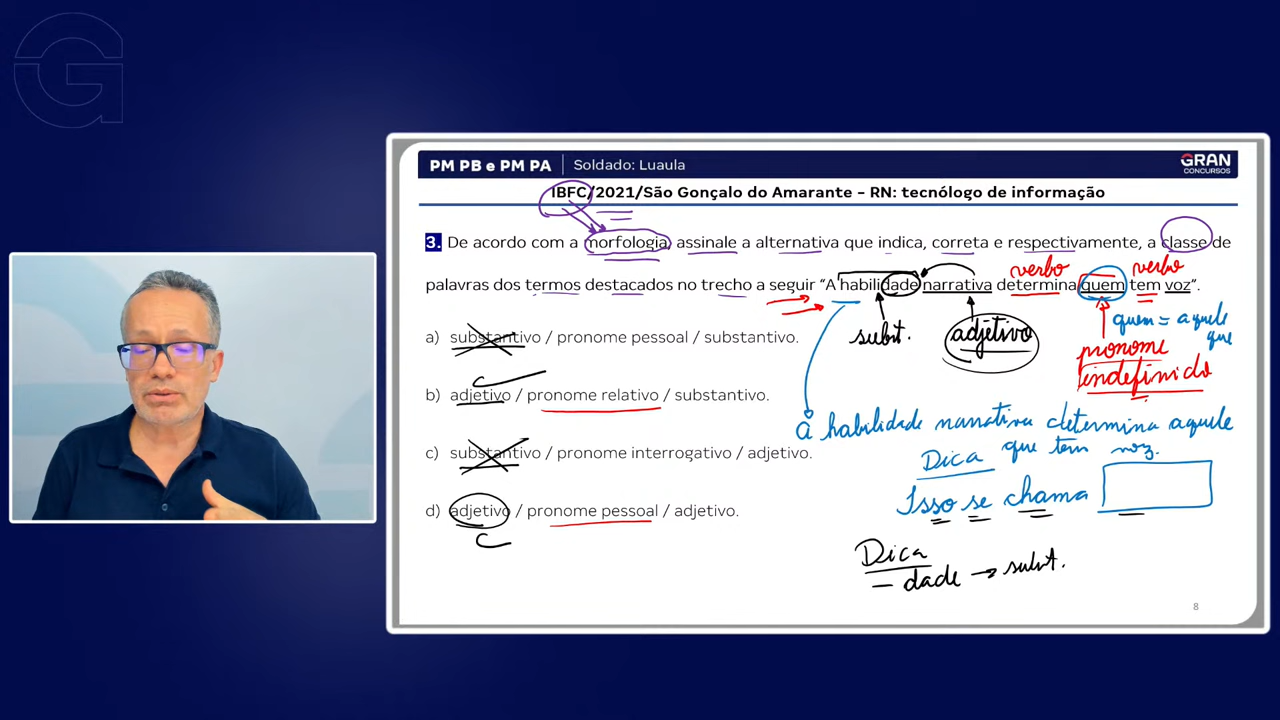 PM PB e PM PA | Soldado: Luaula
GRAN
CONCURSOS
IBFC/2021/São Gonçalo do Amarante - RN: tecnólogo de informação
3. De acordo com a morfologia, assinale a alternativa que indica, correta e respectivamente, a classe de
verbo verbo
palavras dos termos destacados no trecho a seguir “A habilidade narrativa determina quem tem voz”.
subst. adjetivo
quem = aquele
que
pronome
indefinido
a) substantivo / pronome pessoal / substantivo.
b) adjetivo / pronome relativo / substantivo.
A habilidade narrativa determina aquele
que tem voz.
c) substantivo / pronome interrogativo / adjetivo.
Dica
Isso se chama
d) adjetivo / pronome pessoal / adjetivo.
Dica
- dade → subst.
8